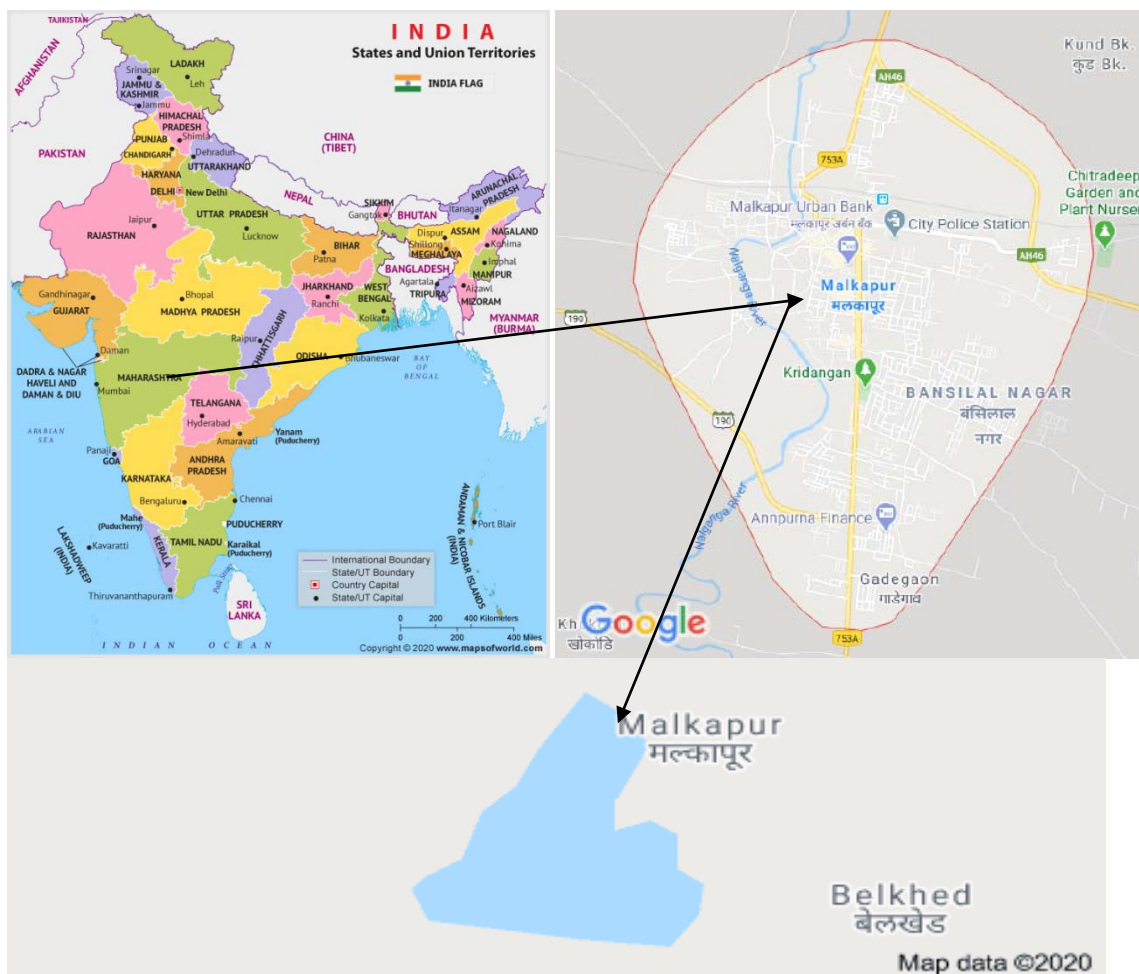 INDIA
States and Union Territories
INDIA FLAG
TAJIKISTAN
AFGHANISTAN
PAKISTAN
CHINA
(TIBET)
NEPAL
BHUTAN
BANGLADESH
MYANMAR
(BURMA)
SRI
LANKA
LADAKH
Leh
Srinagar
JAMMU &
KASHMIR
Jammu
HIMACHAL
PRADESH
Shimla
PUNJAB
CHANDIGARH
Dehradun
UTTARAKHAND
HARYANA
DELHI
New Delhi
Jaipur
RAJASTHAN
UTTAR PRADESH
Lucknow
BIHAR
Patna
SIKKIM
Gangtok
ARUNACHAL
PRADESH
Itanagar
ASSAM
Dispur
NAGALAND
Kohima
Shillong
MEGHALAYA
Imphal
MANIPUR
Agartala
TRIPURA
Aizawl
MIZORAM
JHARKHAND
Ranchi
WEST
BENGAL
Kolkata
Gandhinagar
GUJARAT
Bhopal
MADHYA PRADESH
Raipur
CHHATTISGARH
ODISHA
Bhubaneswar
Daman
DADRA & NAGAR
HAVELI AND
DAMAN & DIU
MAHARASHTRA
Mumbai
TELANGANA
Hyderabad
Amaravati
ANDHRA
PRADESH
Yanam
(Puducherry)
BAY
OF
BENGAL
ARABIAN
SEA
Panaji
GOA
KARNATAKA
Bengaluru
Chennai
Mahe
(Puducherry)
PUDUCHERRY
Karaikal
(Puducherry)
TAMIL NADU
KERALA
Thiruvananthapuram
LAKSHADWEEP
(INDIA)
Kavaratti
ANDAMAN & NICOBAR ISLANDS
(INDIA)
Port Blair
INDIAN OCEAN
International Boundary
State/UT Boundary
Country Capital
State/UT Capital
0 200 400 Kilometers
0 200 400 Miles
Copyright © 2020 www.mapsofworld.com
Kund Bk.
कुंड Bk.
AH46
753A
Chitradeep
Garden and
Plant Nurser
Malkapur Urban Bank
मलकापूर अर्बन बँक
City Police Station
AH46
Nalganga River
Malkapur
मलकापूर
190
Kridangan
BANSILAL NAGAR
बंसिलाल
नगर
190
Nalganga River
Annpurna Finance
Gadegaon
गाडेगाव
खोकोडि
Google
753A
Malkapur
मल्कापूर
Belkhed
बेलखेड
Map data ©2020